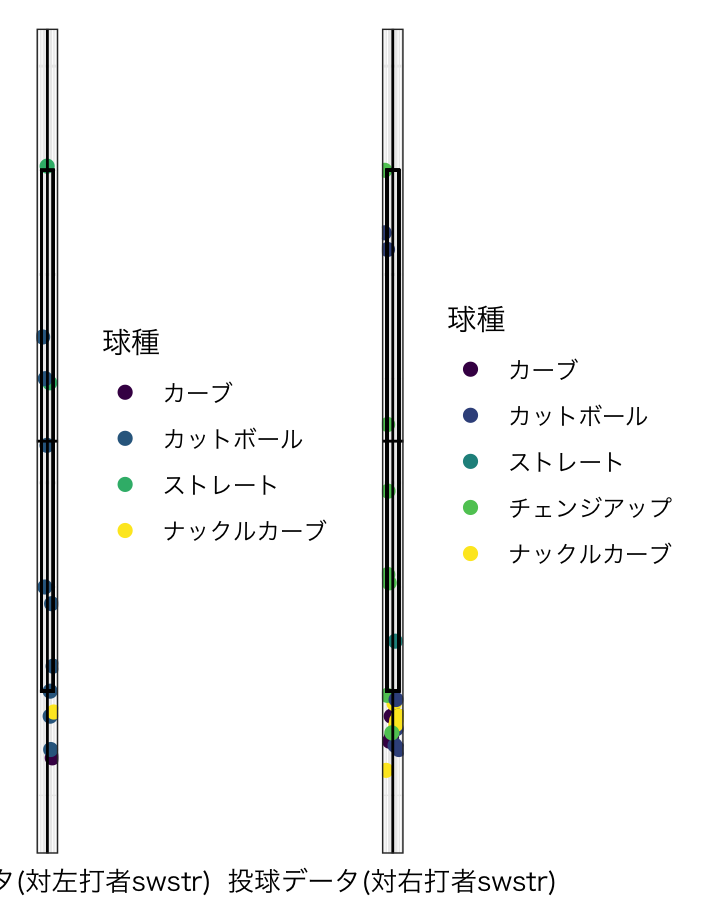 球種
カーブ
カットボール
ストレート
ナックルカーブ
球種
カーブ
カットボール
ストレート
チェンジアップ
ナックルカーブ
タ(対左打者swstr)
投球データ(対右打者swstr)